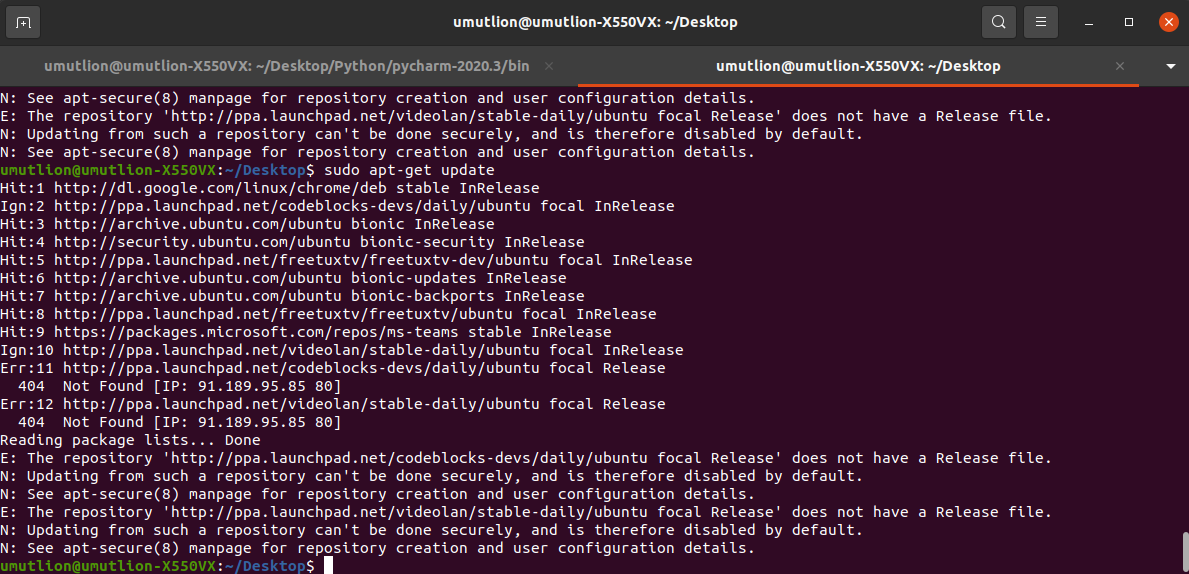 umutlion@umutlion-X550VX: ~/Desktop
umutlion@umutlion-X550VX: ~/Desktop/Python/pycharm-2020.3/bin
umutlion@umutlion-X550VX: ~/Desktop
N: See apt-secure(8) manpage for repository creation and user configuration details.
E: The repository 'http://ppa.launchpad.net/videolan/stable-daily/ubuntu focal Release' does not have a Release file.
N: Updating from such a repository can't be done securely, and is therefore disabled by default.
N: See apt-secure(8) manpage for repository creation and user configuration details.
umutlion@umutlion-X550VX:~/Desktop$ sudo apt-get update
Hit:1 http://dl.google.com/linux/chrome/deb stable InRelease
Ign:2 http://ppa.launchpad.net/codeblocks-devs/daily/ubuntu focal InRelease
Hit:3 http://archive.ubuntu.com/ubuntu bionic InRelease
Hit:4 http://security.ubuntu.com/ubuntu bionic-security InRelease
Hit:5 http://ppa.launchpad.net/freetuxtv/freetuxtv-dev/ubuntu focal InRelease
Hit:6 http://archive.ubuntu.com/ubuntu bionic-updates InRelease
Hit:7 http://archive.ubuntu.com/ubuntu bionic-backports InRelease
Hit:8 http://ppa.launchpad.net/freetuxtv/freetuxtv/ubuntu focal InRelease
Hit:9 https://packages.microsoft.com/repos/ms-teams stable InRelease
Ign:10 http://ppa.launchpad.net/videolan/stable-daily/ubuntu focal InRelease
Err:11 http://ppa.launchpad.net/codeblocks-devs/daily/ubuntu focal Release
  404  Not Found [IP: 91.189.95.85 80]
Err:12 http://ppa.launchpad.net/videolan/stable-daily/ubuntu focal Release
  404  Not Found [IP: 91.189.95.85 80]
Reading package lists... Done
E: The repository 'http://ppa.launchpad.net/codeblocks-devs/daily/ubuntu focal Release' does not have a Release file.
N: Updating from such a repository can't be done securely, and is therefore disabled by default.
N: See apt-secure(8) manpage for repository creation and user configuration details.
E: The repository 'http://ppa.launchpad.net/videolan/stable-daily/ubuntu focal Release' does not have a Release file.
N: Updating from such a repository can't be done securely, and is therefore disabled by default.
N: See apt-secure(8) manpage for repository creation and user configuration details.
umutlion@umutlion-X550VX:~/Desktop$